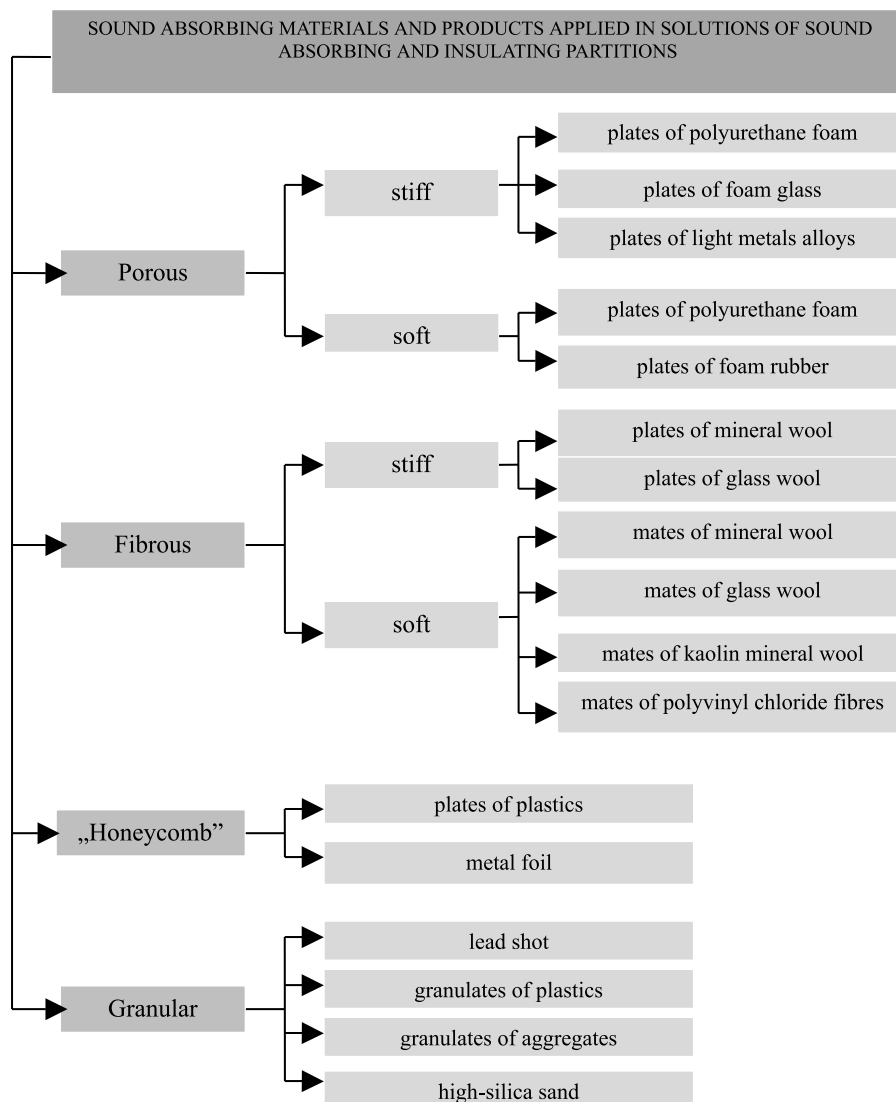 SOUND ABSORBING MATERIALS AND PRODUCTS APPLIED IN SOLUTIONS OF SOUND
ABSORBING AND INSULATING PARTITIONS
Porous
stiff
plates of polyurethane foam
plates of foam glass
plates of light metals alloys
soft
plates of polyurethane foam
plates of foam rubber
Fibrous
stiff
plates of mineral wool
plates of glass wool
soft
mates of mineral wool
mates of glass wool
mates of kaolin mineral wool
mates of polyvinyl chloride fibres
„Honeycomb”
plates of plastics
metal foil
Granular
lead shot
granulates of plastics
granulates of aggregates
high-silica sand